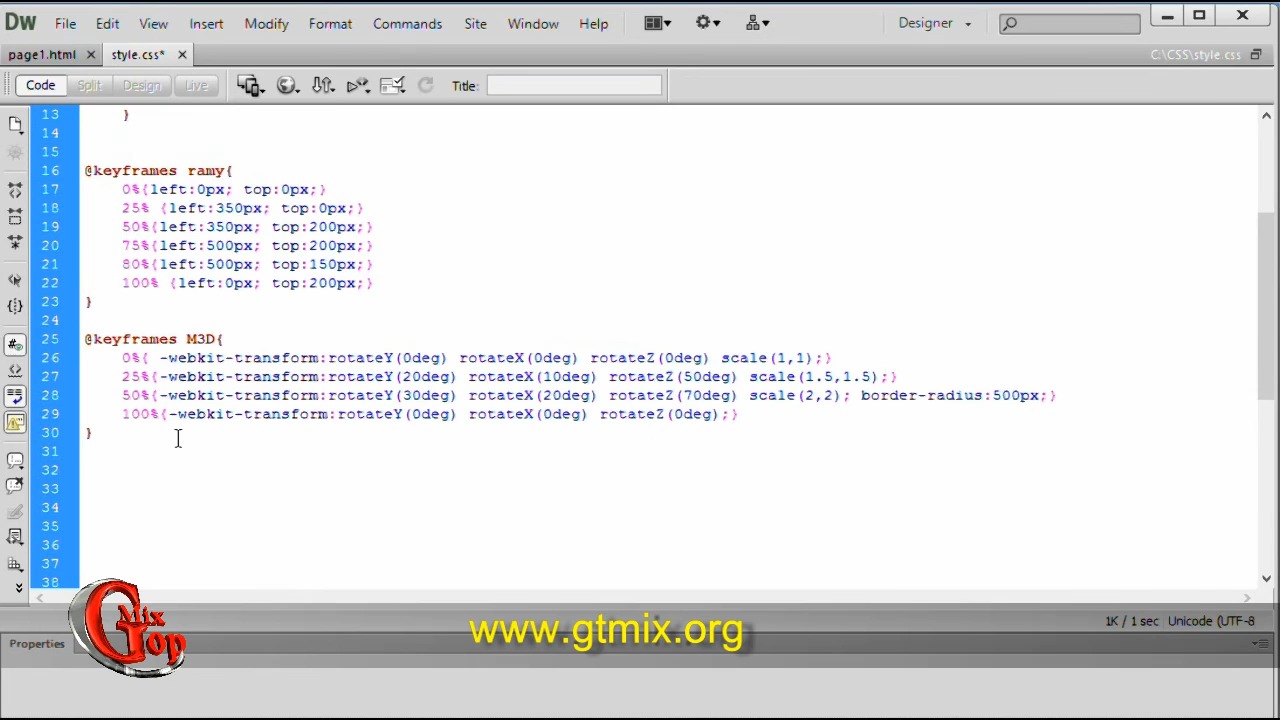 Dw File Edit View Insert Modify Format Commands Site Window Help Designer
page1.html style.css* C:\CSS\style.css
Code Split Design Live Title:
13 }
14
15
16 @keyframes ramy{
17 0%{left:0px; top:0px;}
18 25% {left:350px; top:0px;}
19 50%{left:350px; top:200px;}
20 75%{left:500px; top:200px;}
21 80%{left:500px; top:150px;}
22 100% {left:0px; top:200px;}
23 }
24
25 @keyframes M3D{
26 0%{ -webkit-transform:rotateY(0deg) rotateX(0deg) rotateZ(0deg) scale(1,1);}
27 25%{-webkit-transform:rotateY(20deg) rotateX(10deg) rotateZ(50deg) scale(1.5,1.5);}
28 50%{-webkit-transform:rotateY(30deg) rotateX(20deg) rotateZ(70deg) scale(2,2); border-radius:500px;}
29 100%{-webkit-transform:rotateY(0deg) rotateX(0deg) rotateZ(0deg);}
30 }
31
32
33
34
35
36
37
38
G Mix Top
www.gtmix.org
1K / 1 sec Unicode (UTF-8
Properties